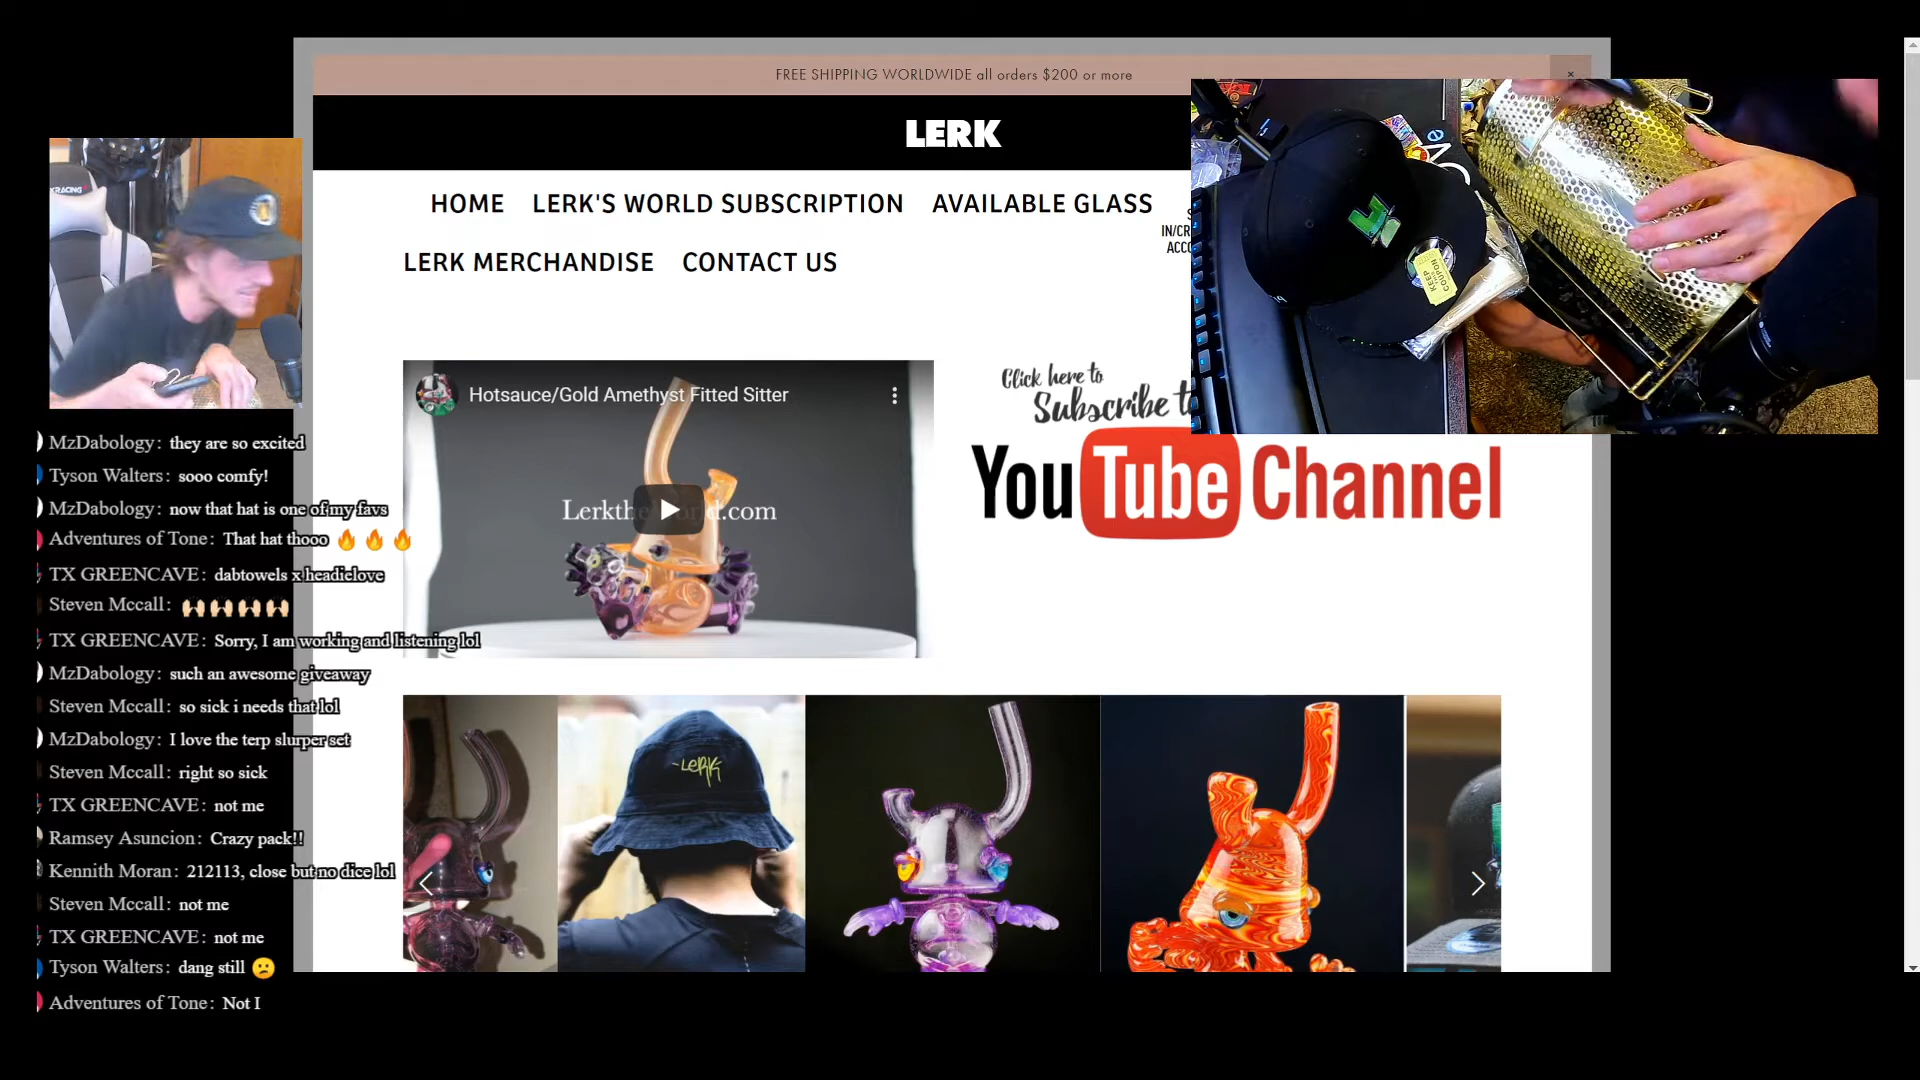 FREE SHIPPING WORLDWIDE all orders $200 or more
×
LERK
HOME LERK'S WORLD SUBSCRIPTION AVAILABLE GLASS
IN/CR
LERK MERCHANDISE CONTACT US
KEEP
COUPON
XRACING
Hotsauce/Gold Amethyst Fitted Sitter
Click here to
Subscribe t
YouTube Channel
-LERK-
MzDabology: they are so excited
Tyson Walters: sooo comfy!
MzDabology: now that hat is one of my favs
Adventures of Tone: That hat thooo 🔥 🔥 🔥
TX GREENCAVE: dabtowels x headielove
Steven Mccall: 🙌🏻🙌🏻🙌🏻🙌🏻
TX GREENCAVE: Sorry, I am working and listening lol
MzDabology: such an awesome giveaway
Steven Mccall: so sick i needs that lol
MzDabology: I love the terp slurper set
Steven Mccall: right so sick
TX GREENCAVE: not me
Ramsey Asuncion: Crazy pack!!
Kennith Moran: 212113, close but no dice lol
Steven Mccall: not me
TX GREENCAVE: not me
Tyson Walters: dang still 😕
Adventures of Tone: Not I